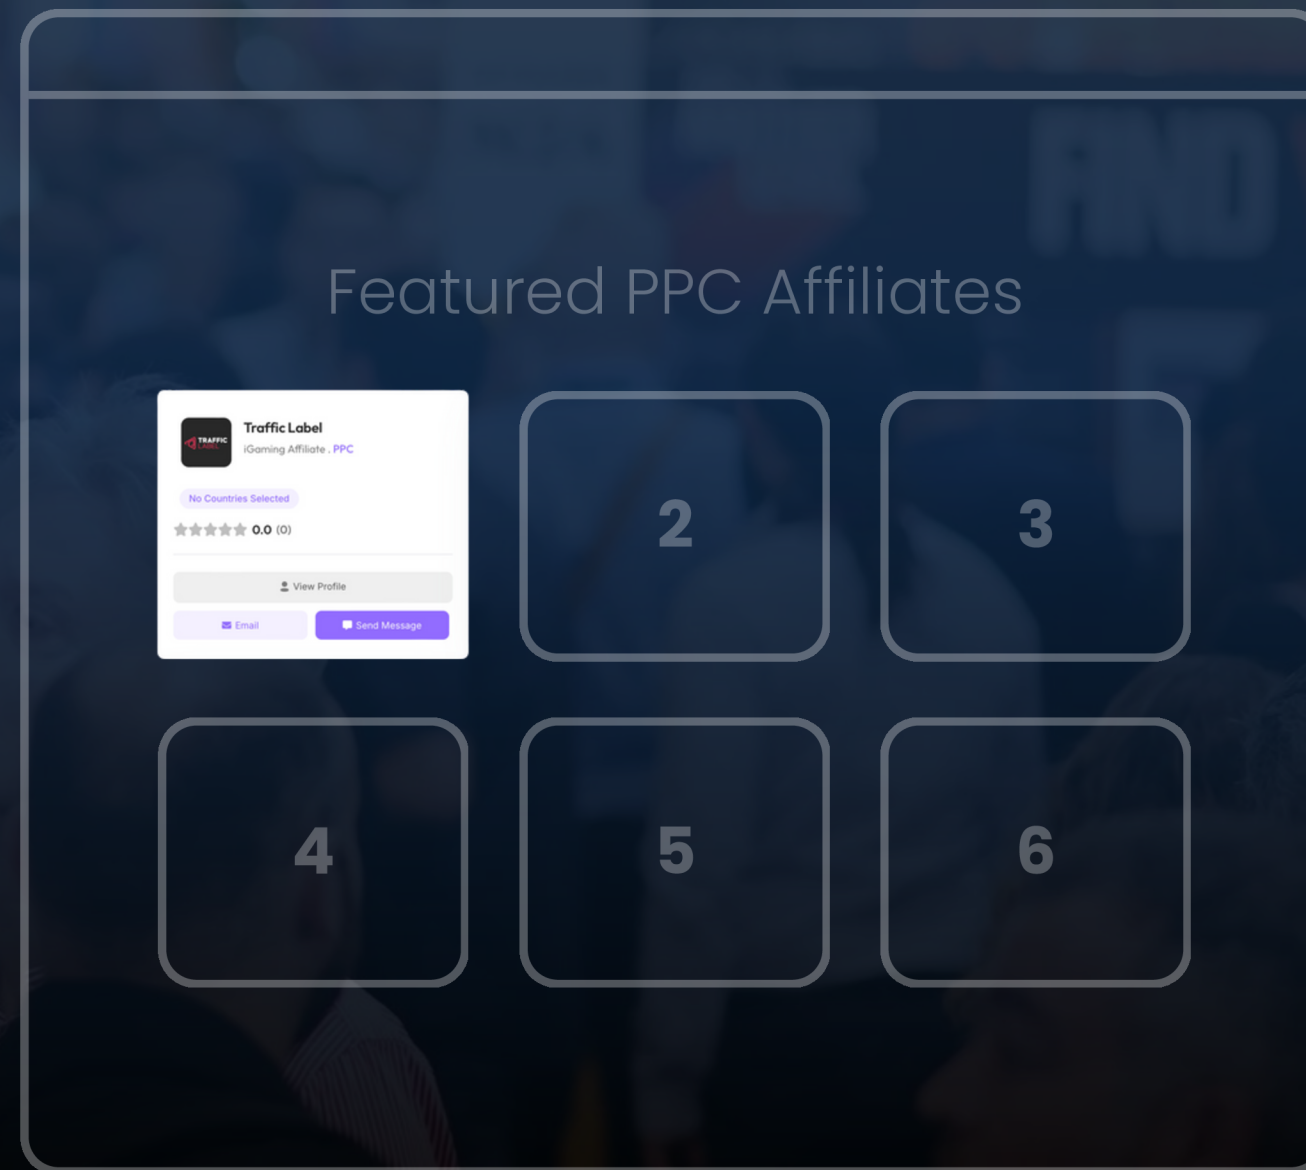 FIND
Featured PPC Affiliates
TRAFFIC
LABEL
Traffic Label
iGaming Affiliate . PPC
No Countries Selected
0.0 (0)
View Profile
Email
Send Message
2
3
4
5
6